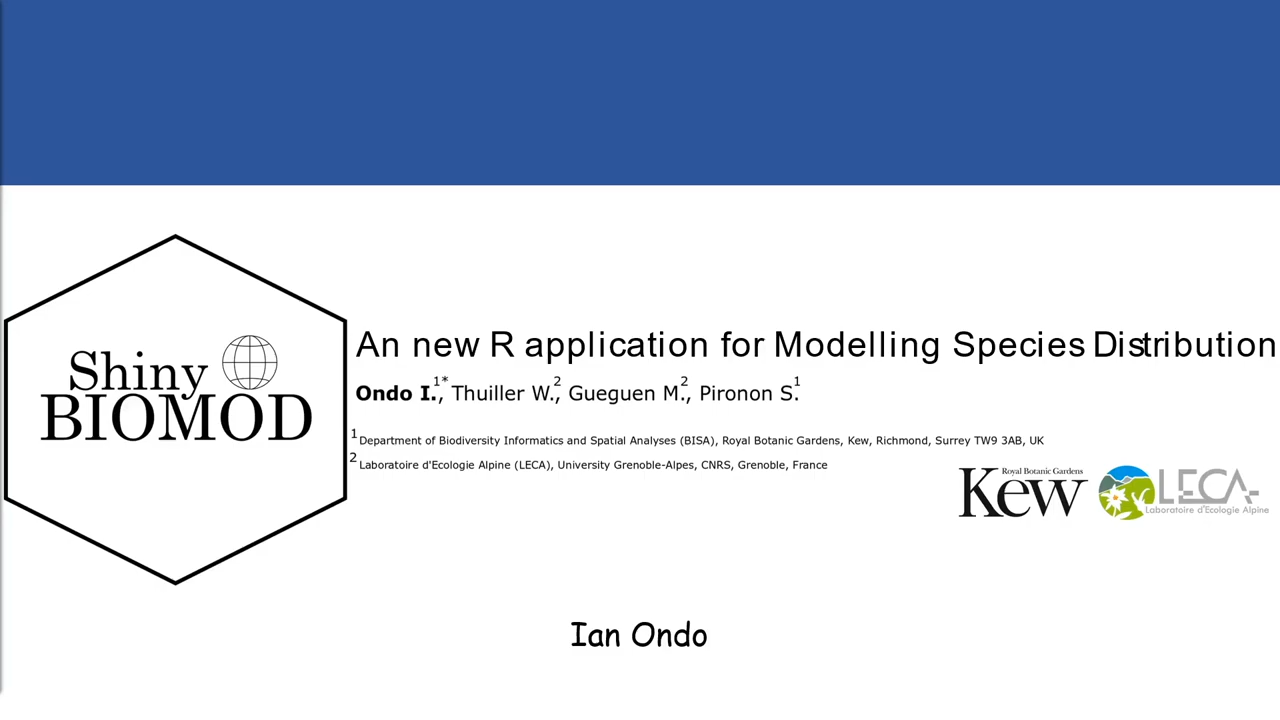 Shiny
BIOMOD
An new R application for Modelling Species Distribution
Ondo I.1*, Thuiller W.2, Gueguen M.2, Pironon S.1
1 Department of Biodiversity Informatics and Spatial Analyses (BISA), Royal Botanic Gardens, Kew, Richmond, Surrey TW9 3AB, UK
2 Laboratoire d'Ecologie Alpine (LECA), University Grenoble-Alpes, CNRS, Grenoble, France
Royal Botanic Gardens
Kew
LECA
Laboratoire d'Ecologie Alpine
Ian Ondo